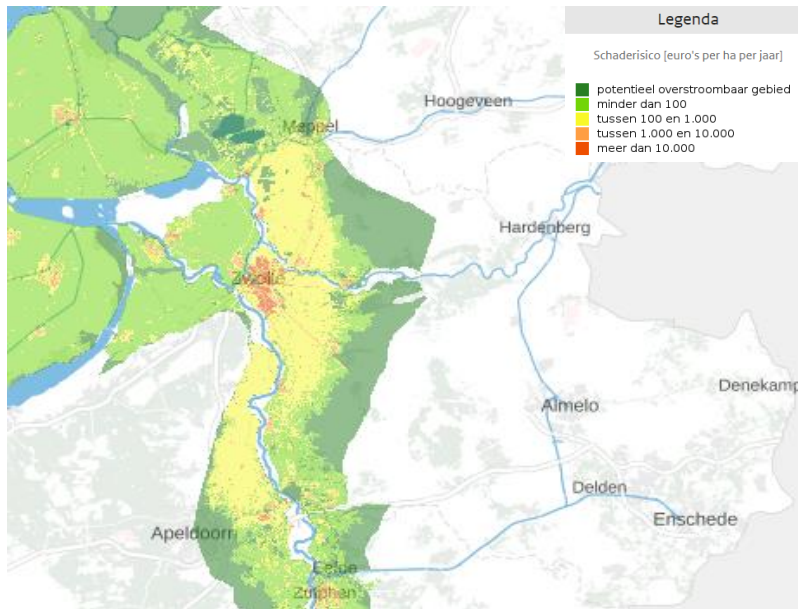 Legenda
Schaderisico [euro's per ha per jaar]
potentieel overstroombaar gebied
minder dan 100
tussen 100 en 1.000
tussen 1.000 en 10.000
meer dan 10.000
Hoogeveen
Meppel
Hardenberg
Zwolle
Denekamp
Almelo
Delden
Enschede
Apeldoorn
Eefde
Zutphen